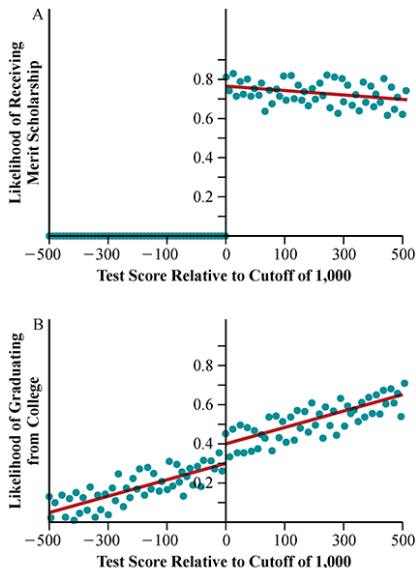 A
Likelihood of Receiving
Merit Scholarship
0.8
0.6
0.4
0.2
−500 −300 −100 0 100 300 500
Test Score Relative to Cutoff of 1,000
B
Likelihood of Graduating
from College
0.8
0.6
0.4
0.2
−500 −300 −100 0 100 300 500
Test Score Relative to Cutoff of 1,000